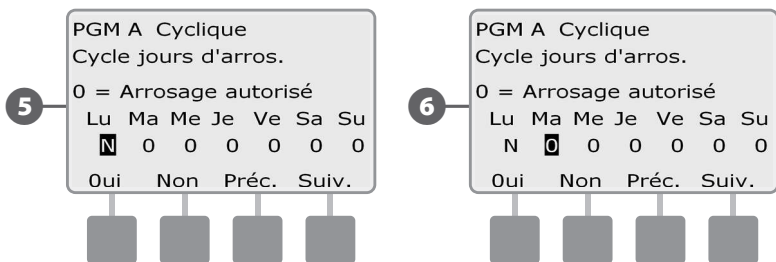 5
PGM A Cyclique
Cycle jours d'arros.
0 = Arrosage autorisé
Lu Ma Me Je Ve Sa Su
N 0 0 0 0 0 0
0ui Non Préc. Suiv.
6
PGM A Cyclique
Cycle jours d'arros.
0 = Arrosage autorisé
Lu Ma Me Je Ve Sa Su
N 0 0 0 0 0 0
0ui Non Préc. Suiv.